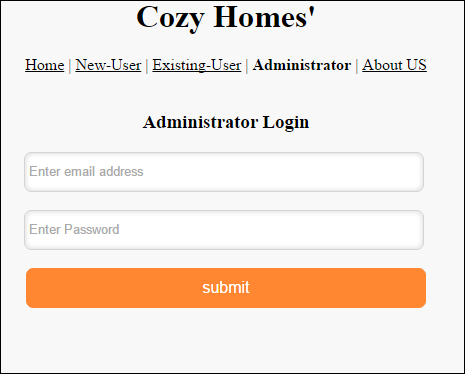 Cozy Homes'
Home | New-User | Existing-User | Administrator | About US
Administrator Login
Enter email address
Enter Password
submit